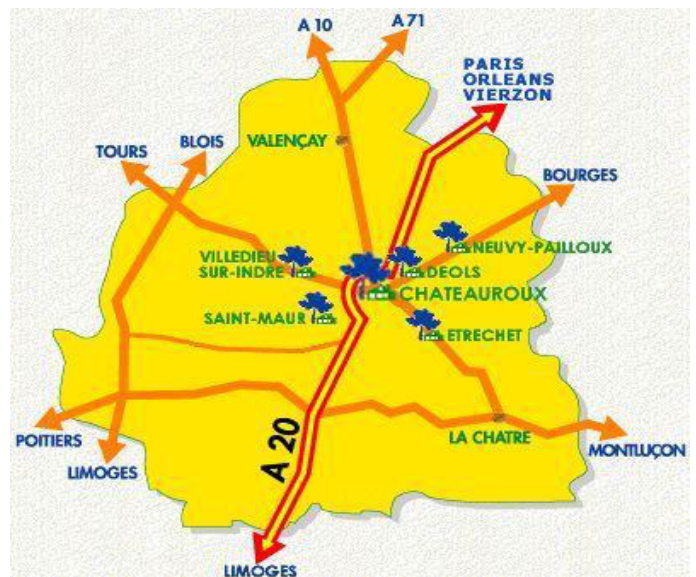 A 10
A 71
PARIS
ORLEANS
VIERZON
TOURS
BLOIS
VALENÇAY
BOURGES
VILLEDIEU
SUR-INDRE
NEUVY-PAILLOUX
DEOLS
CHATEAUROUX
SAINT-MAUR
ETRECHET
A 20
POITIERS
LIMOGES
LA CHATRE
MONTLUÇON
LIMOGES